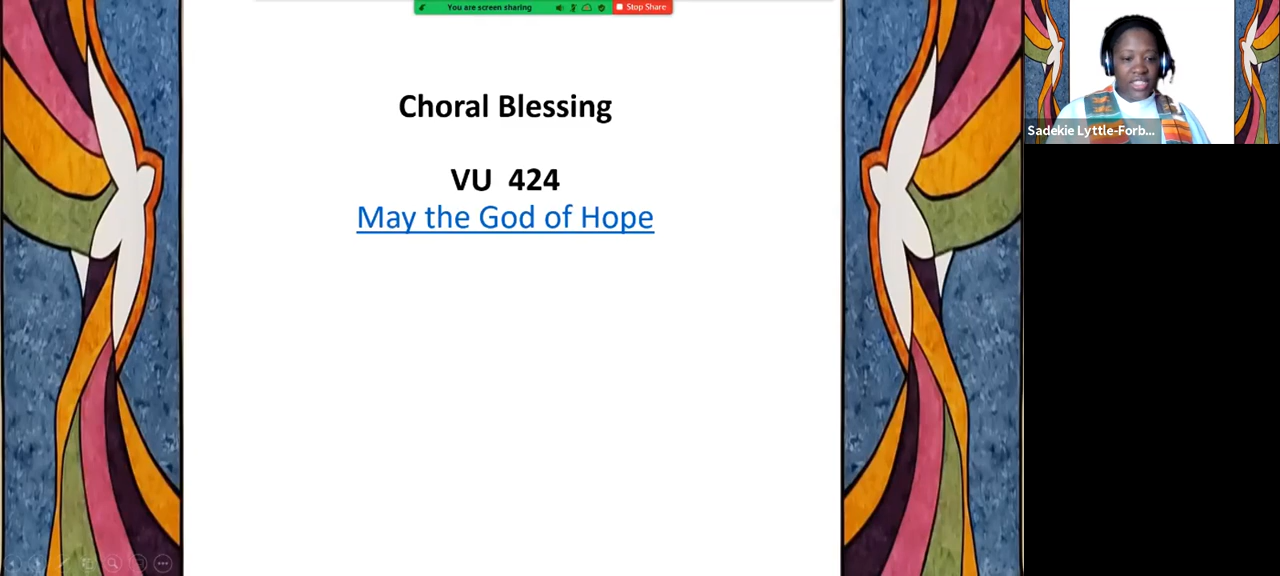 You are screen sharing
Stop Share
Choral Blessing
VU 424
May the God of Hope
Sadekie Lyttle-Forb...